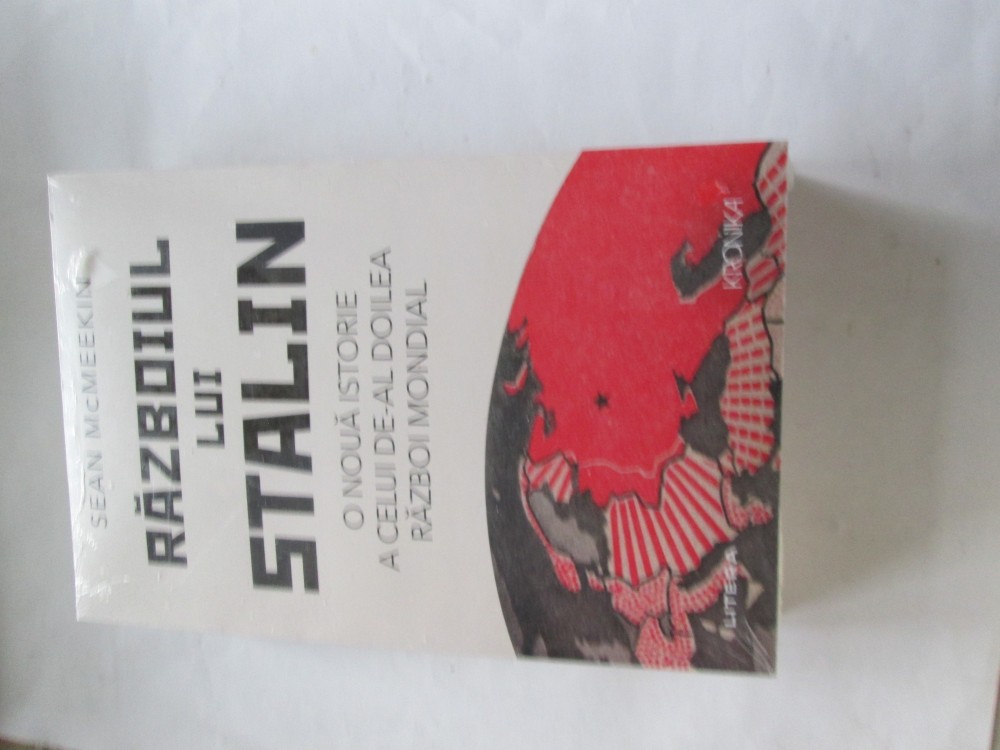 SEAN McMEEKIN
RĂZBOIUL
LUI
STALIN
O NOUĂ ISTORIE
A CELUI DE-AL DOILEA
RĂZBOI MONDIAL
LITERA
KRONIKA